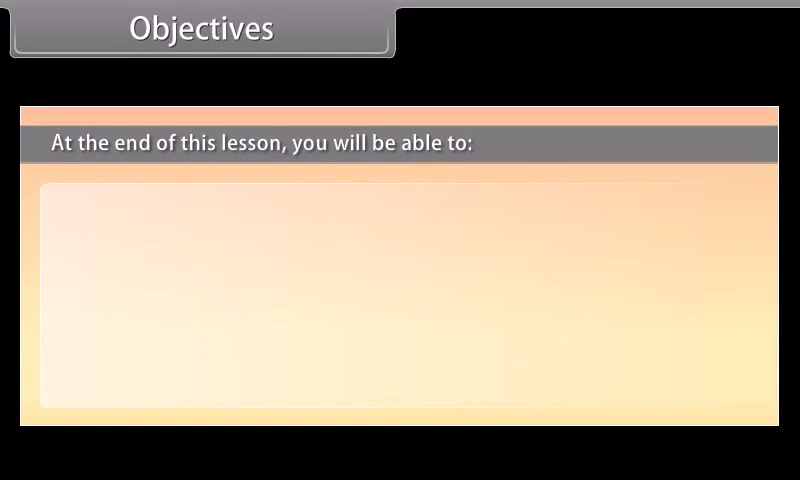 Objectives
At the end of this lesson, you will be able to: